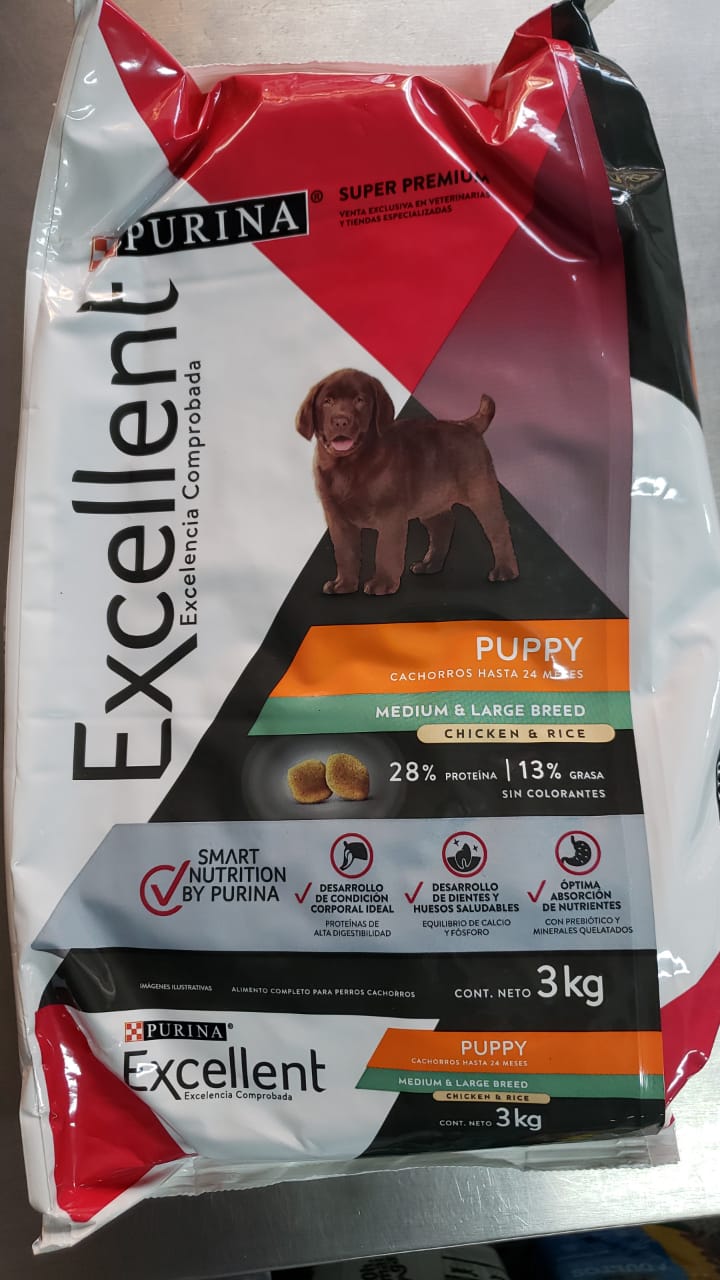 PURINA®
SUPER PREMIUM
VENTA EXCLUSIVA EN VETERINARIAS
Y TIENDAS ESPECIALIZADAS
Excellent
Excelencia Comprobada
PUPPY
CACHORROS HASTA 24 MESES
MEDIUM & LARGE BREED
CHICKEN & RICE
28% PROTEÍNA | 13% GRASA
SIN COLORANTES
SMART
NUTRITION
BY PURINA
DESARROLLO
DE CONDICIÓN
CORPORAL IDEAL
PROTEÍNAS DE
ALTA DIGESTIBILIDAD
DESARROLLO
DE DIENTES Y
HUESOS SALUDABLES
EQUILIBRIO DE CALCIO
Y FÓSFORO
ÓPTIMA
ABSORCIÓN
DE NUTRIENTES
CON PREBIÓTICO Y
MINERALES QUELATADOS
IMÁGENES ILUSTRATIVAS
ALIMENTO COMPLETO PARA PERROS CACHORROS
CONT. NETO 3kg
PURINA®
Excellent
Excelencia Comprobada
PUPPY
CACHORROS HASTA 24 MESES
MEDIUM & LARGE BREED
CHICKEN & RICE
CONT. NETO 3kg